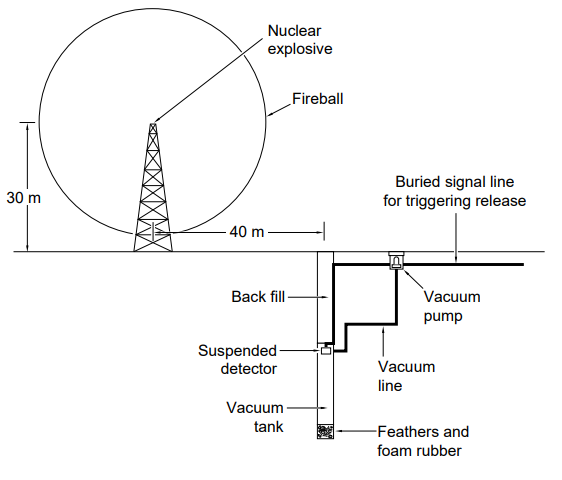 Nuclear
explosive
Fireball
30 m
40 m
Buried signal line
for triggering release
Back fill
Vacuum
pump
Suspended
detector
Vacuum
line
Vacuum
tank
Feathers and
foam rubber